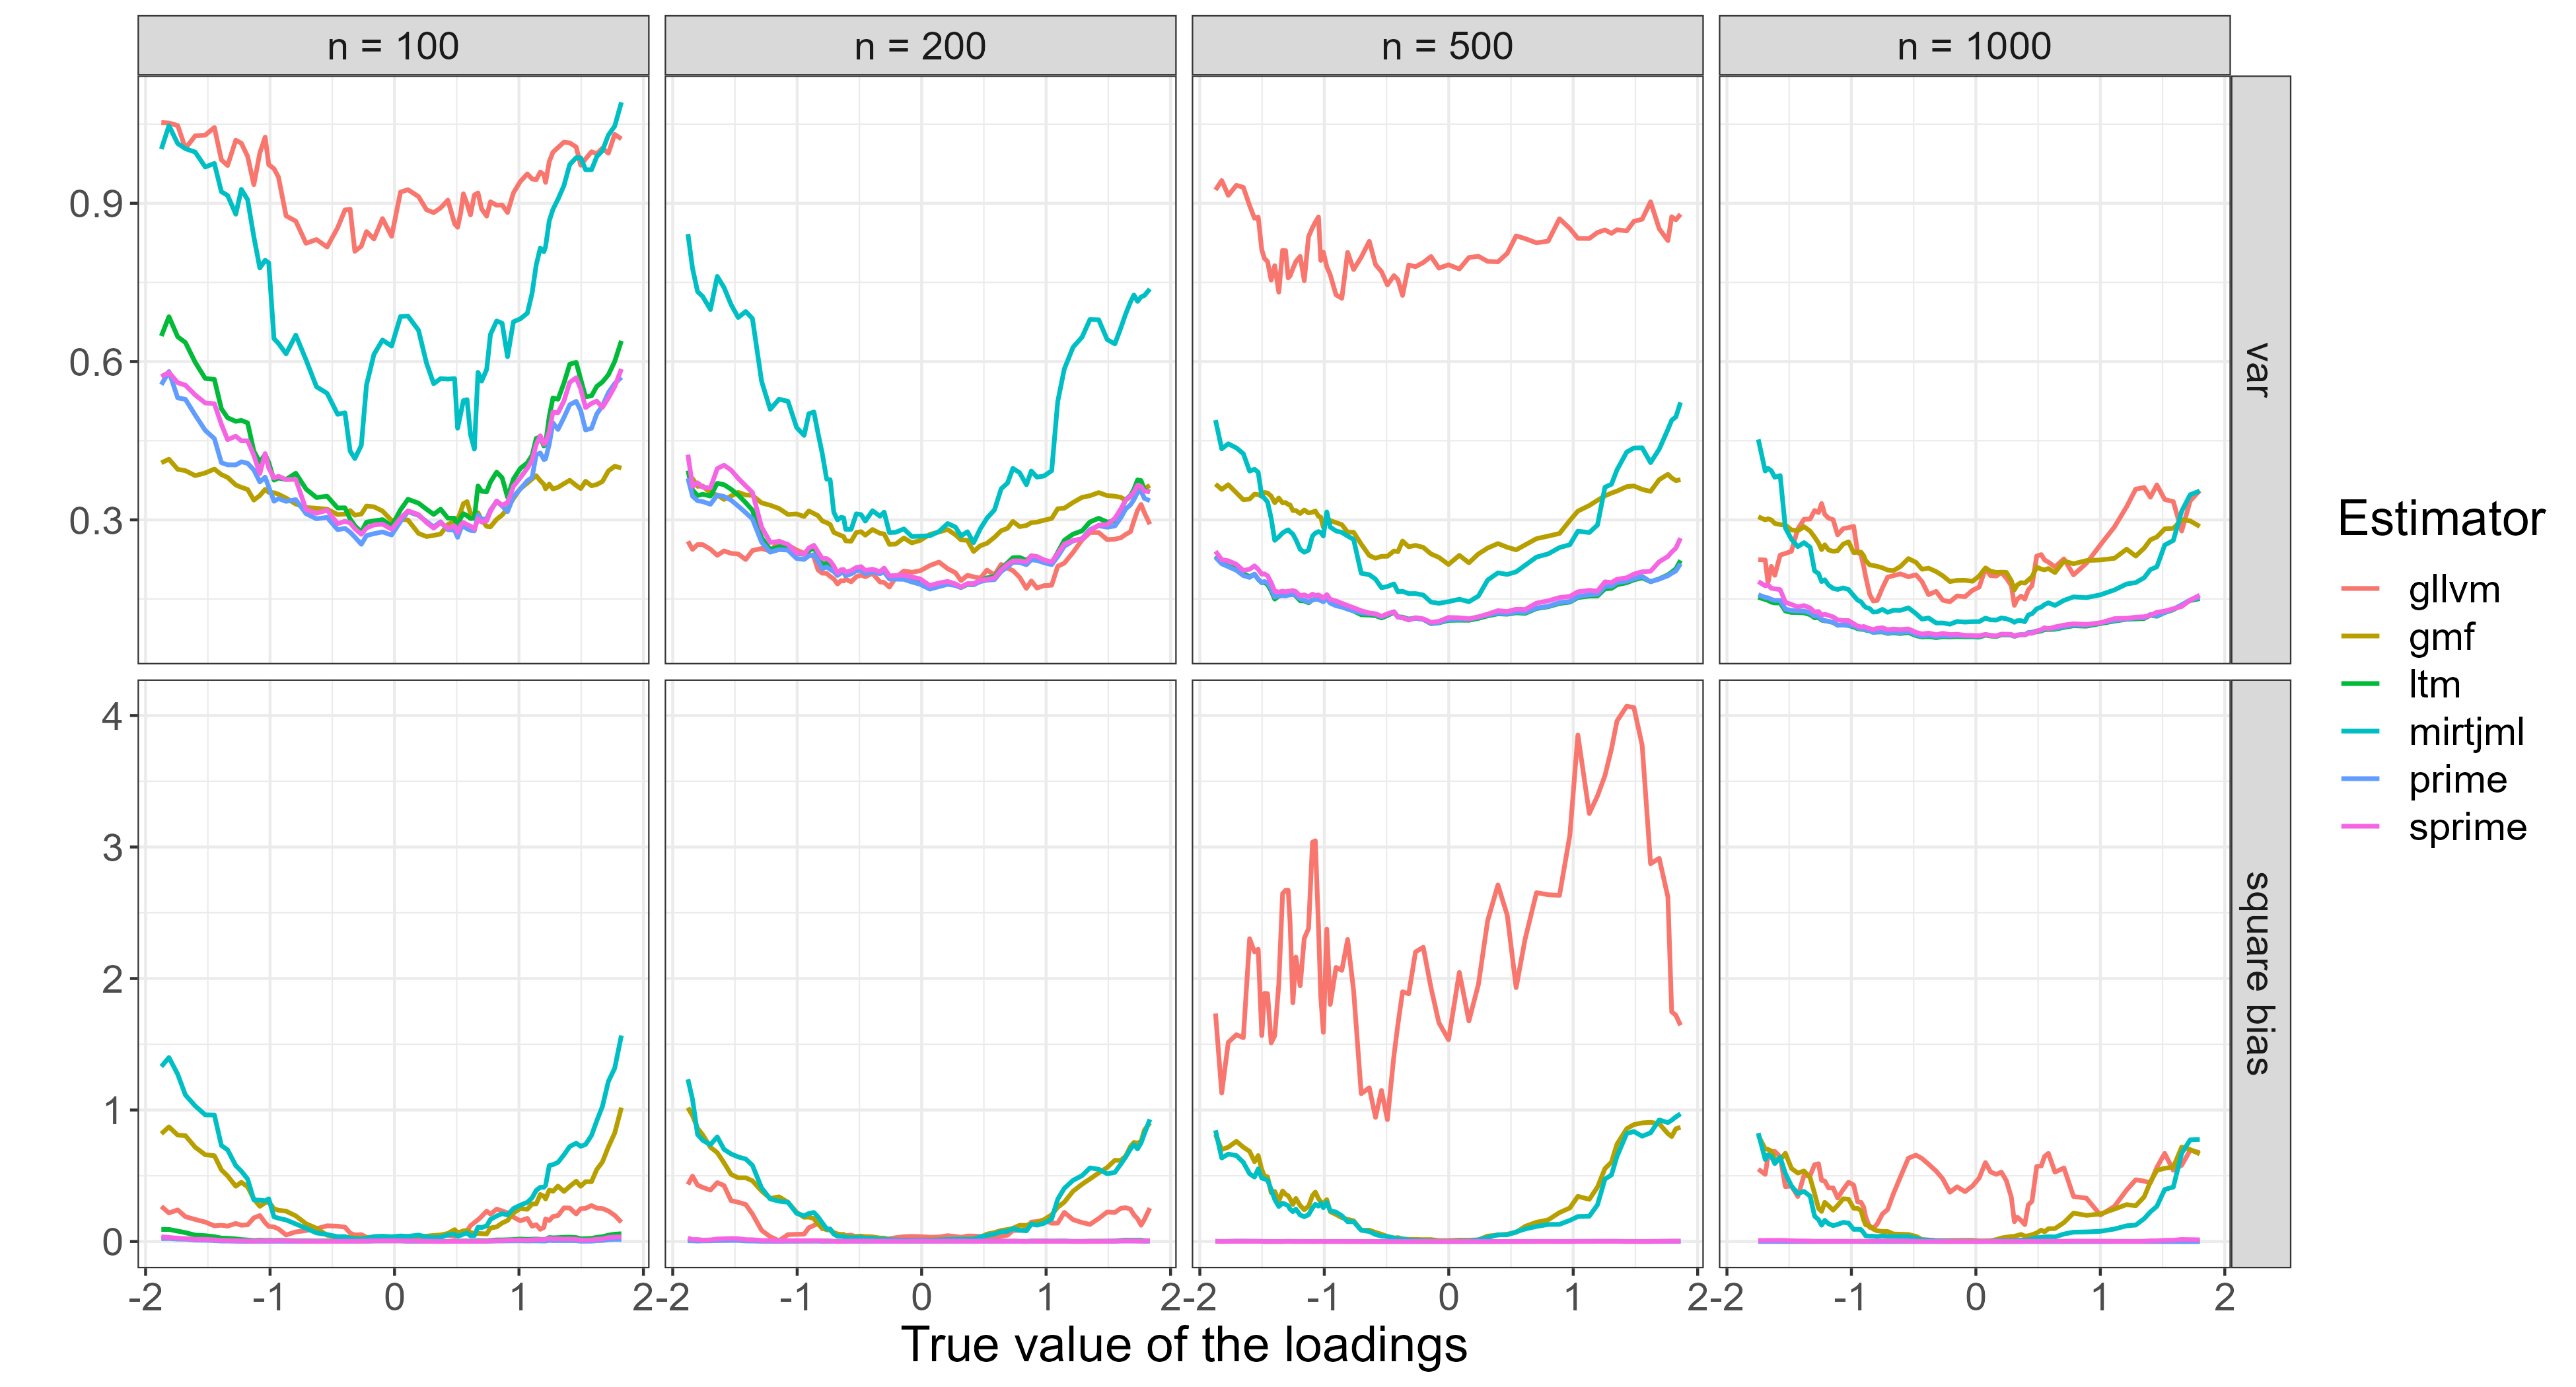 n = 100
n = 200
n = 500
n = 1000
0.9
0.6
0.3
var
4
3
2
1
0
square bias
-2 -1 0 1 2
-2 -1 0 1 2
-2 -1 0 1 2
-2 -1 0 1 2
True value of the loadings
Estimator
gllvm
gmf
ltm
mirtjml
prime
sprime